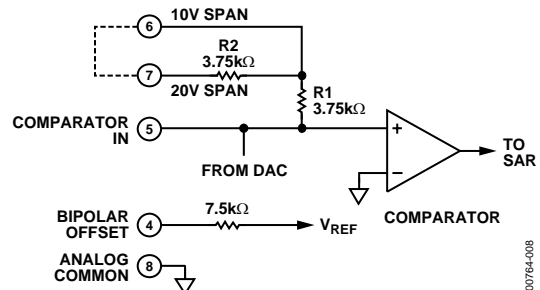 10V SPAN
6
R2
3.75kΩ
7
20V SPAN
R1
3.75kΩ
COMPARATOR
IN
5
+
−
TO
SAR
FROM DAC
COMPARATOR
BIPOLAR
OFFSET
4
7.5kΩ
VREF
ANALOG
COMMON
8
00764-008